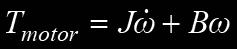 T_motor = Jω̇ + Bω